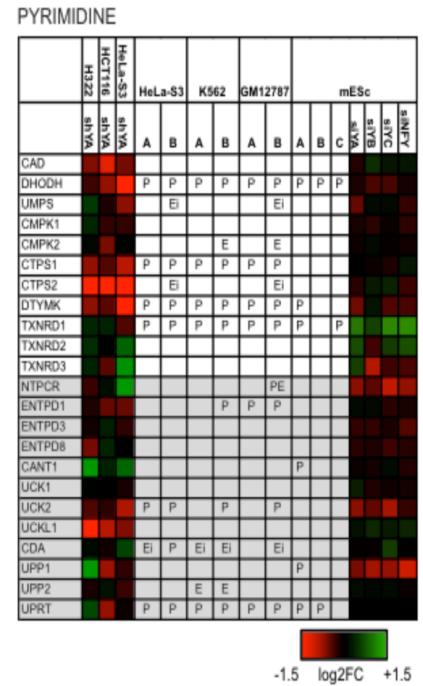 PYRIMIDINE
H322 HCT116 HeLa-S3 HeLa-S3 K562 GM12787 mESc
shYA shYA shYA A B A B A B A B C siYA siYB siYC siNFY
CAD
DHODH P P P P P P P P P
UMPS Ei Ei
CMPK1
CMPK2 E E
CTPS1 P P P P P P
CTPS2 Ei Ei
DTYMK P P P P P P P
TXNRD1 P P P P P P P P
TXNRD2
TXNRD3
NTPCR PE
ENTPD1 P P P
ENTPD3
ENTPD8
CANT1 P
UCK1
UCK2 P P P P
UCKL1
CDA Ei P Ei Ei Ei
UPP1 P
UPP2 E E
UPRT P P P P P P P P
-1.5 log2FC +1.5